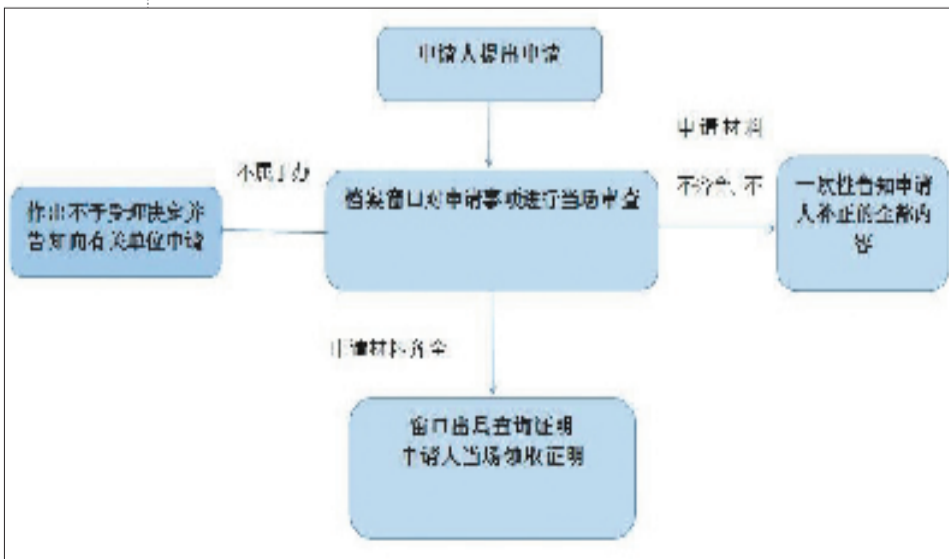 申请人提出申请
申请材料
不齐全、不
不属于办
档案窗口对申请事项进行当场审查
作出不予受理决定并
告知向有关单位申请
一次性告知申请
人补正的全部内
容
申请材料齐全
窗口出具查询证明
申请人当场领取证明